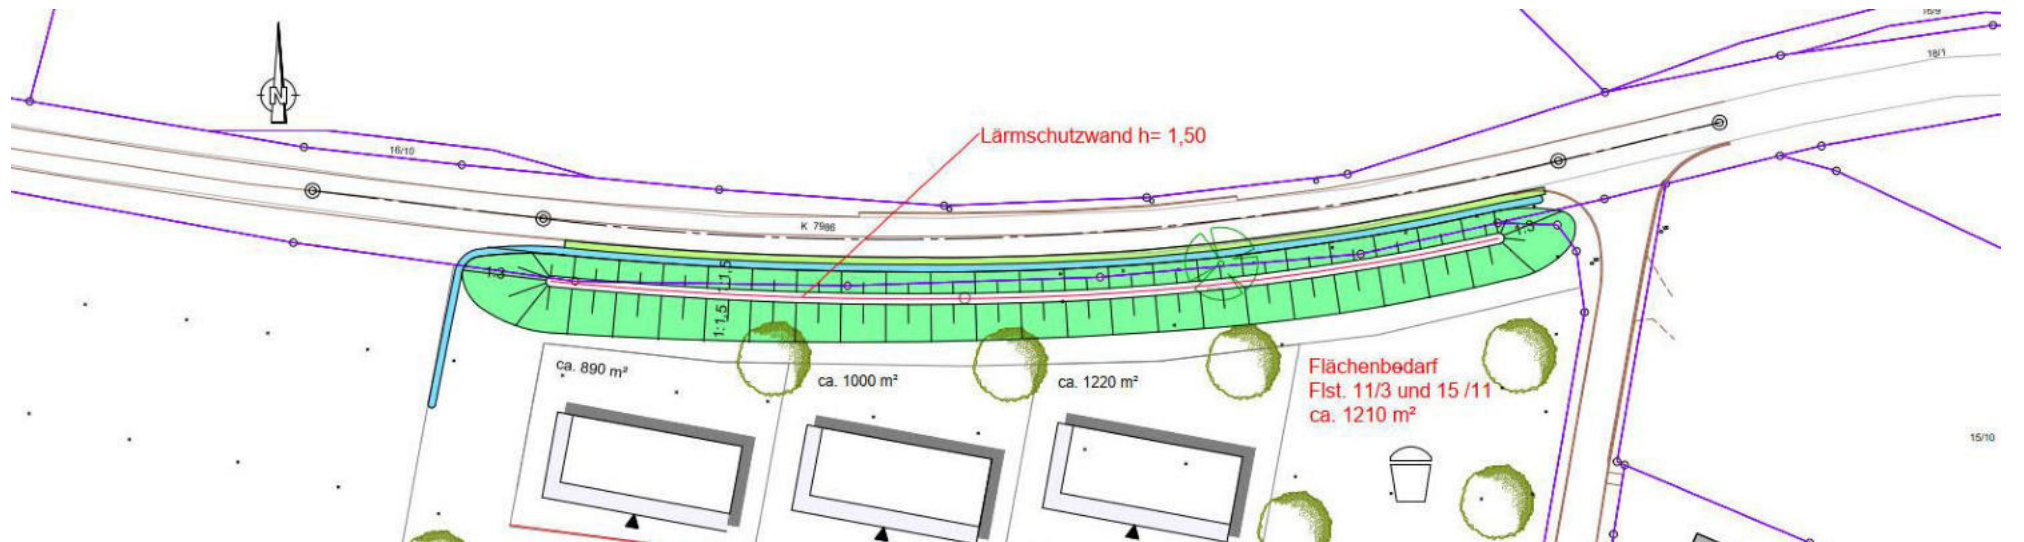 16/9
18/1
N
Lärmschutzwand h= 1,50
16/10
K 7986
1:3
1:1,5
1:3
1:1,5
ca. 890 m²
ca. 1000 m²
ca. 1220 m²
Flächenbedarf
Flst. 11/3 und 15 /11
ca. 1210 m²
15/10